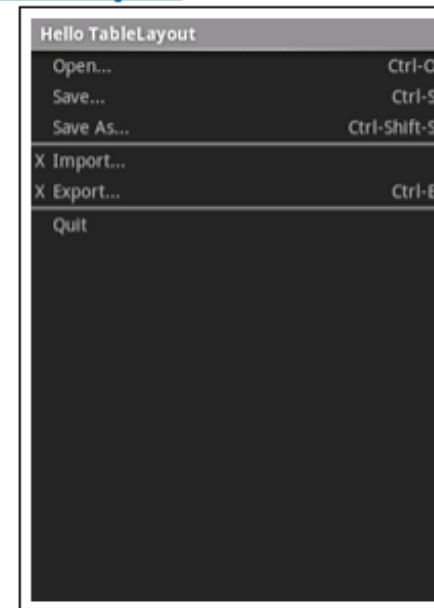 Hello TableLayout
Open... Ctrl-O
Save... Ctrl-S
Save As... Ctrl-Shift-S
X Import...
X Export... Ctrl-E
Quit